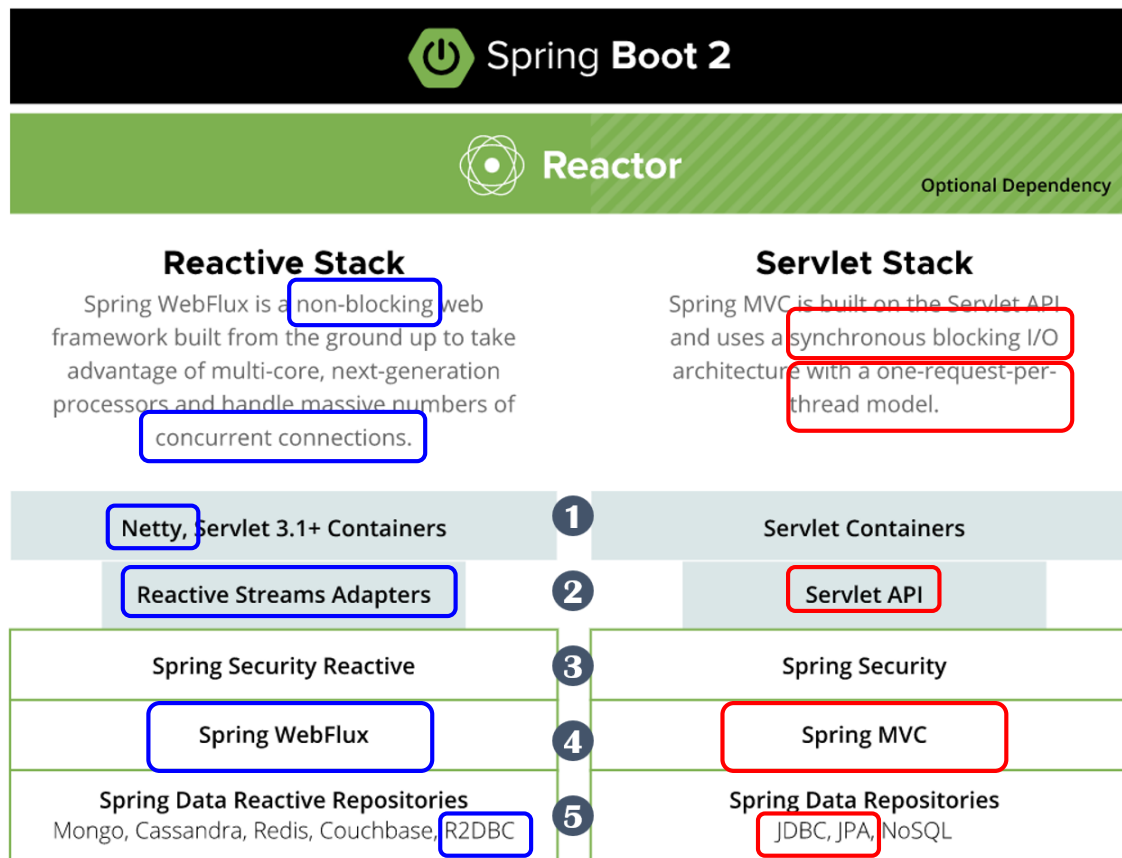 Spring Boot 2
Reactor
Optional Dependency
Reactive Stack
Spring WebFlux is a non-blocking web
framework built from the ground up to take
advantage of multi-core, next-generation
processors and handle massive numbers of
concurrent connections.
Servlet Stack
Spring MVC is built on the Servlet API
and uses a synchronous blocking I/O
architecture with a one-request-per-
thread model.
Netty, Servlet 3.1+ Containers
1
Servlet Containers
Reactive Streams Adapters
2
Servlet API
Spring Security Reactive
3
Spring Security
Spring WebFlux
4
Spring MVC
Spring Data Reactive Repositories
Mongo, Cassandra, Redis, Couchbase, R2DBC
5
Spring Data Repositories
JDBC, JPA, NoSQL